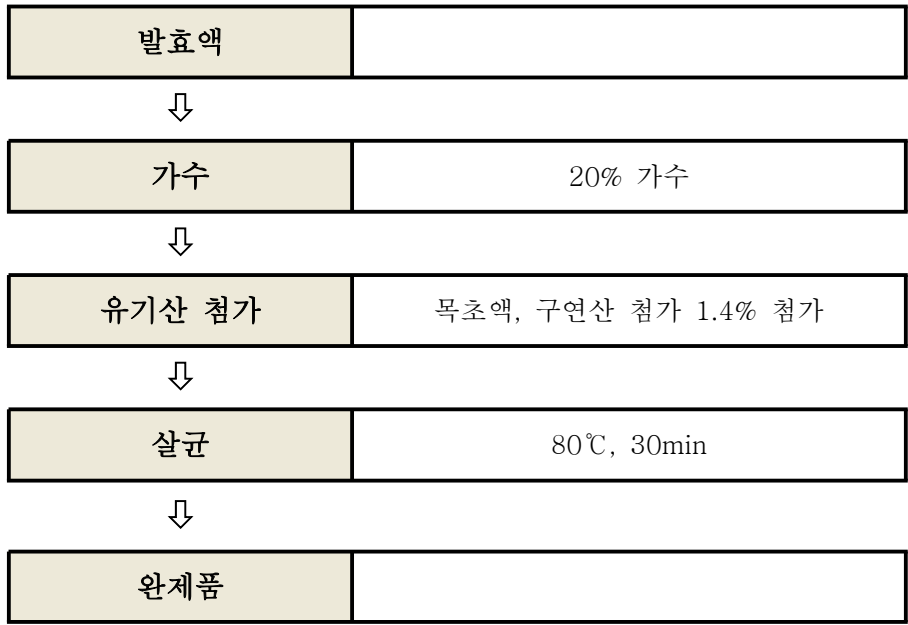 발효액
가수 20% 가수
유기산 첨가 목초액, 구연산 첨가 1.4% 첨가
살균 80℃, 30min
완제품